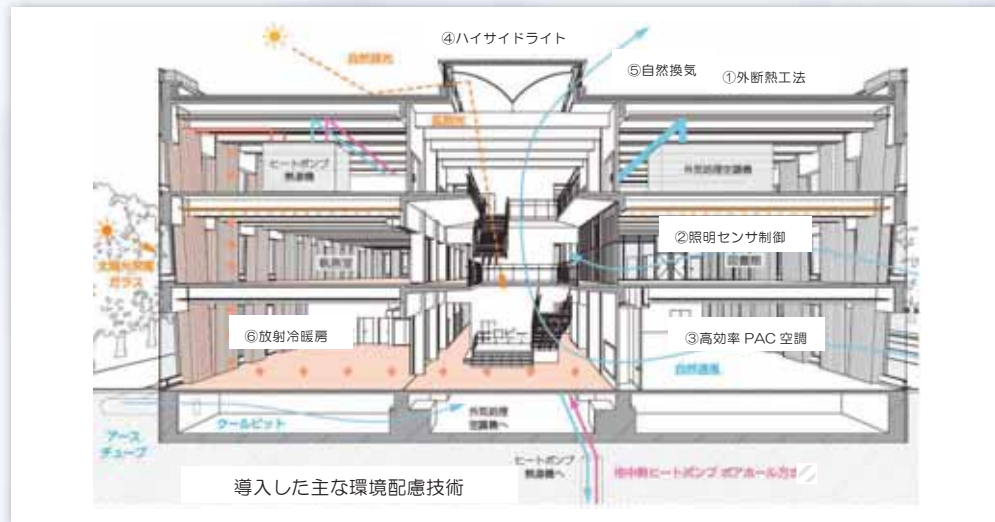 ④ハイサイドライト
自然採光
⑤自然換気
①外断熱工法
反射光
ヒートポンプ
熱源機
外気処理空調機
②照明センサ制御
太陽光発電
ガラス
執務室
⑥放射冷暖房
ロビー
③高効率 PAC 空調
自然通風
クールピット
外気処理
空調機へ
アース
チューブ
ヒートポンプ
熱源機へ
地中熱ヒートポンプ ボアホール方式
導入した主な環境配慮技術